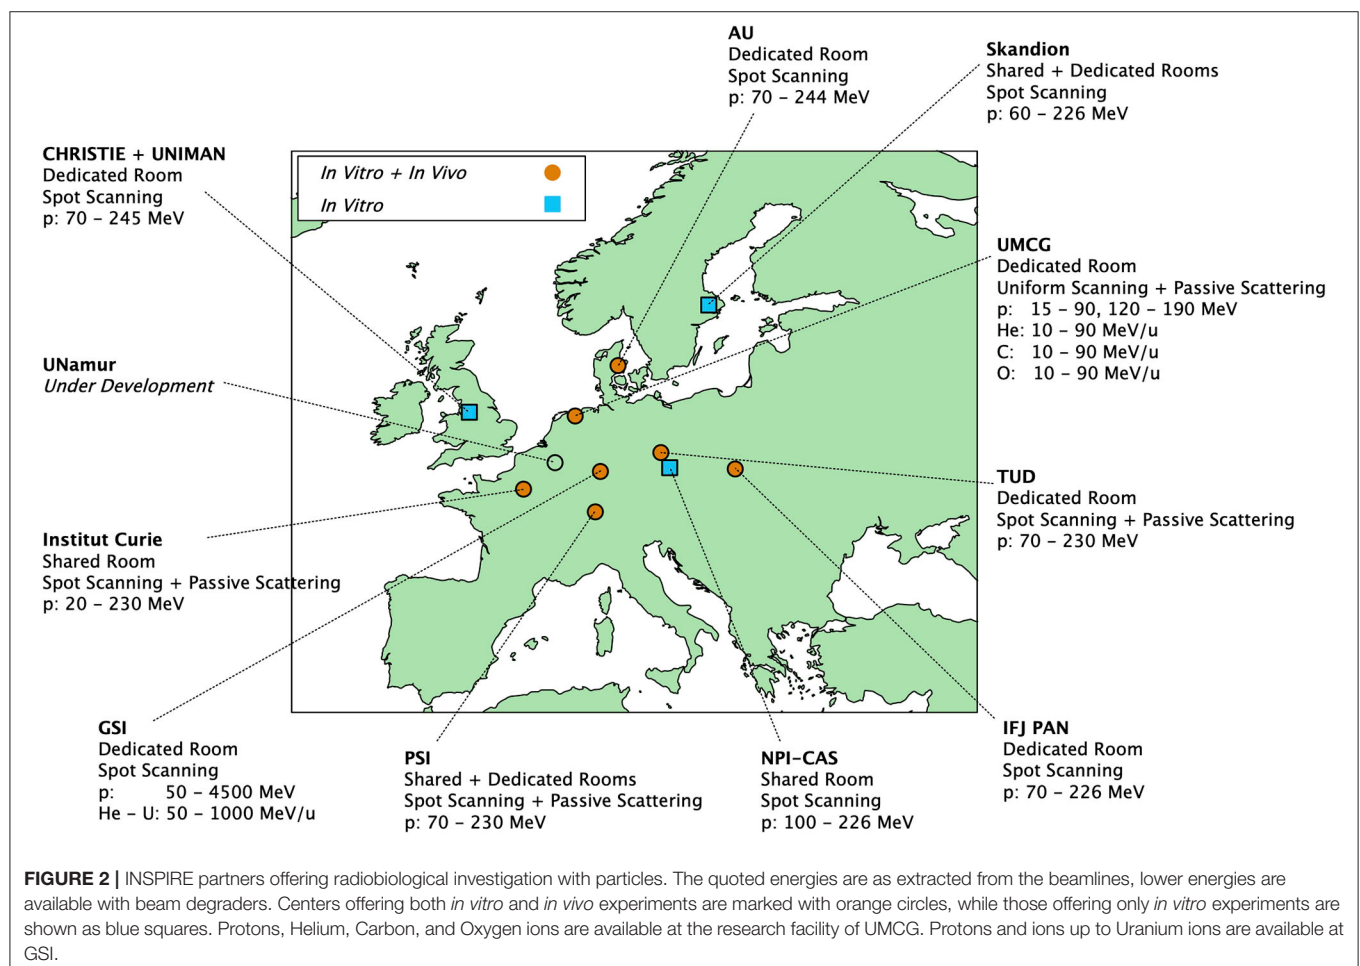 AU
Dedicated Room
Spot Scanning
p: 70 – 244 MeV
Skandion
Shared + Dedicated Rooms
Spot Scanning
p: 60 – 226 MeV
CHRISTIE + UNIMAN
Dedicated Room
Spot Scanning
p: 70 – 245 MeV
In Vitro + In Vivo
In Vitro
UMCG
Dedicated Room
Uniform Scanning + Passive Scattering
p: 15 – 90, 120 – 190 MeV
He: 10 – 90 MeV/u
C: 10 – 90 MeV/u
O: 10 – 90 MeV/u
UNamur
Under Development
TUD
Dedicated Room
Spot Scanning + Passive Scattering
p: 70 – 230 MeV
Institut Curie
Shared Room
Spot Scanning + Passive Scattering
p: 20 – 230 MeV
GSI
Dedicated Room
Spot Scanning
p: 50 – 4500 MeV
He – U: 50 – 1000 MeV/u
PSI
Shared + Dedicated Rooms
Spot Scanning + Passive Scattering
p: 70 – 230 MeV
NPI–CAS
Shared Room
Spot Scanning
p: 100 – 226 MeV
IFJ PAN
Dedicated Room
Spot Scanning
p: 70 – 226 MeV
FIGURE 2 | INSPIRE partners offering radiobiological investigation with particles. The quoted energies are as extracted from the beamlines, lower energies are
available with beam degraders. Centers offering both in vitro and in vivo experiments are marked with orange circles, while those offering only in vitro experiments are
shown as blue squares. Protons, Helium, Carbon, and Oxygen ions are available at the research facility of UMCG. Protons and ions up to Uranium ions are available at
GSI.